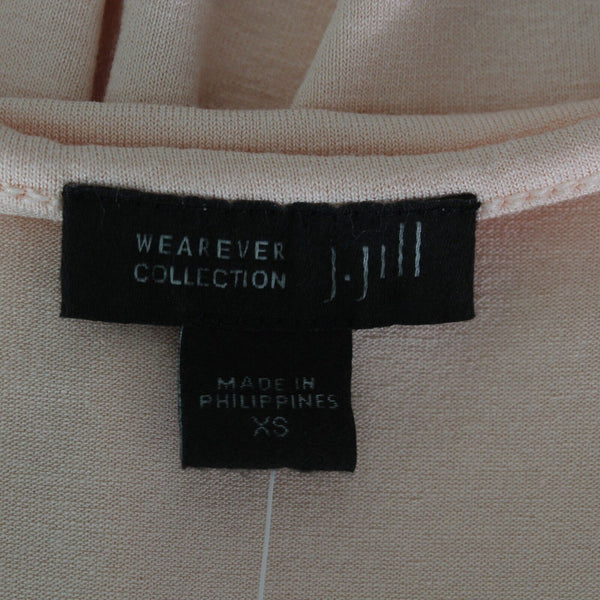 WEAREVER
COLLECTION
J.Jill
MADE IN
PHILIPPINES
XS